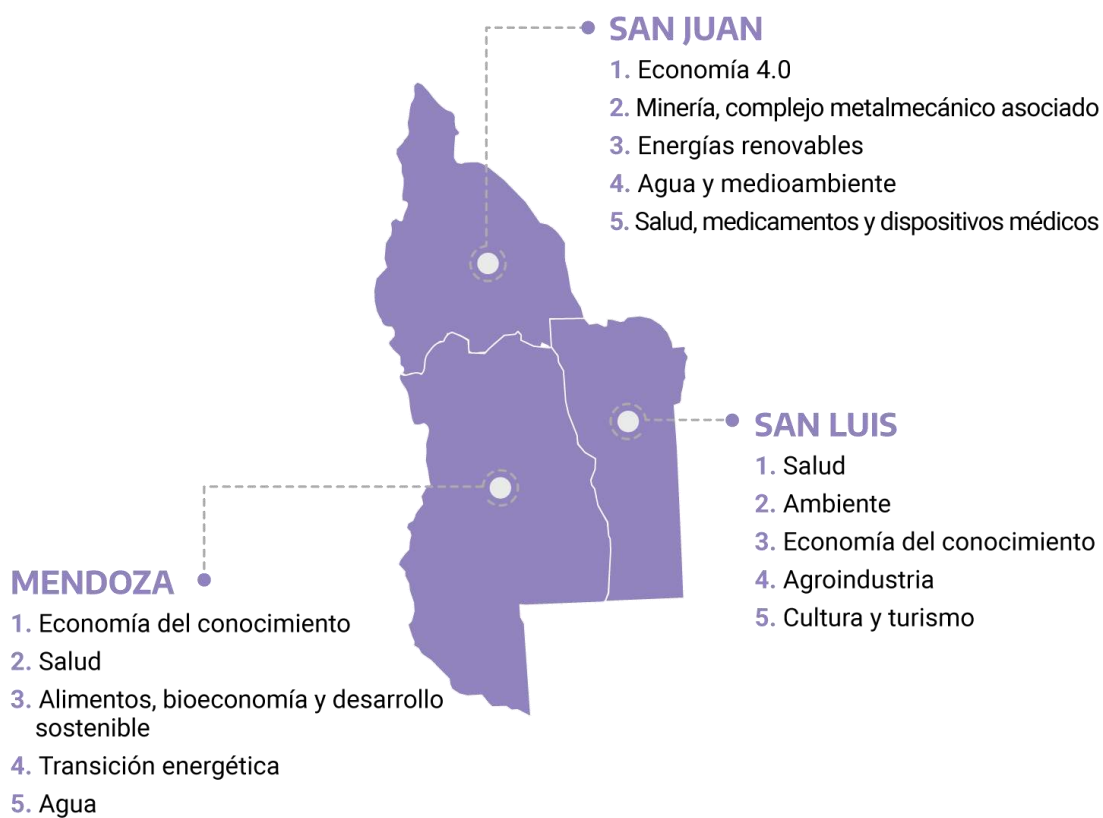 SAN JUAN
1. Economía 4.0
2. Minería, complejo metalmecánico asociado
3. Energías renovables
4. Agua y medioambiente
5. Salud, medicamentos y dispositivos médicos
SAN LUIS
1. Salud
2. Ambiente
3. Economía del conocimiento
4. Agroindustria
5. Cultura y turismo
MENDOZA
1. Economía del conocimiento
2. Salud
3. Alimentos, bioeconomía y desarrollo
sostenible
4. Transición energética
5. Agua